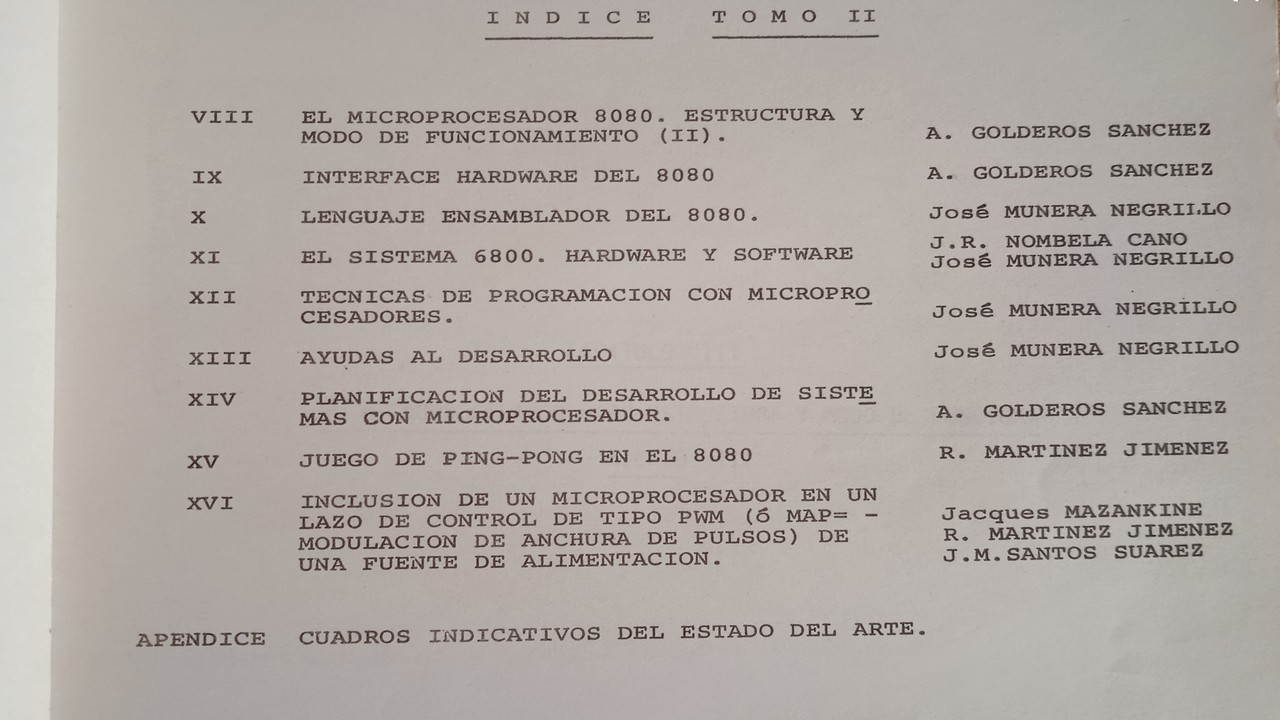 I N D I C E T O M O II
VIII EL MICROPROCESADOR 8080. ESTRUCTURA Y
MODO DE FUNCIONAMIENTO (II). A. GOLDEROS SANCHEZ
IX INTERFACE HARDWARE DEL 8080 A. GOLDEROS SANCHEZ
X LENGUAJE ENSAMBLADOR DEL 8080. José MUNERA NEGRILLO
XI EL SISTEMA 6800. HARDWARE Y SOFTWARE J.R. NOMBELA CANO
José MUNERA NEGRILLO
XII TECNICAS DE PROGRAMACION CON MICROPRO
CESADORES. José MUNERA NEGRILLO
XIII AYUDAS AL DESARROLLO José MUNERA NEGRILLO
XIV PLANIFICACION DEL DESARROLLO DE SISTE
MAS CON MICROPROCESADOR. A. GOLDEROS SANCHEZ
XV JUEGO DE PING-PONG EN EL 8080 R. MARTINEZ JIMENEZ
XVI INCLUSION DE UN MICROPROCESADOR EN UN
LAZO DE CONTROL DE TIPO PWM (ó MAP= - Jacques MAZANKINE
MODULACION DE ANCHURA DE PULSOS) DE R. MARTINEZ JIMENEZ
UNA FUENTE DE ALIMENTACION. J.M.SANTOS SUAREZ
APENDICE CUADROS INDICATIVOS DEL ESTADO DEL ARTE.